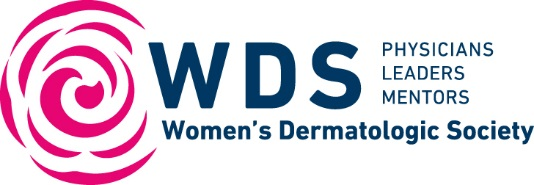 WDS
PHYSICIANS
LEADERS
MENTORS
Women's Dermatologic Society